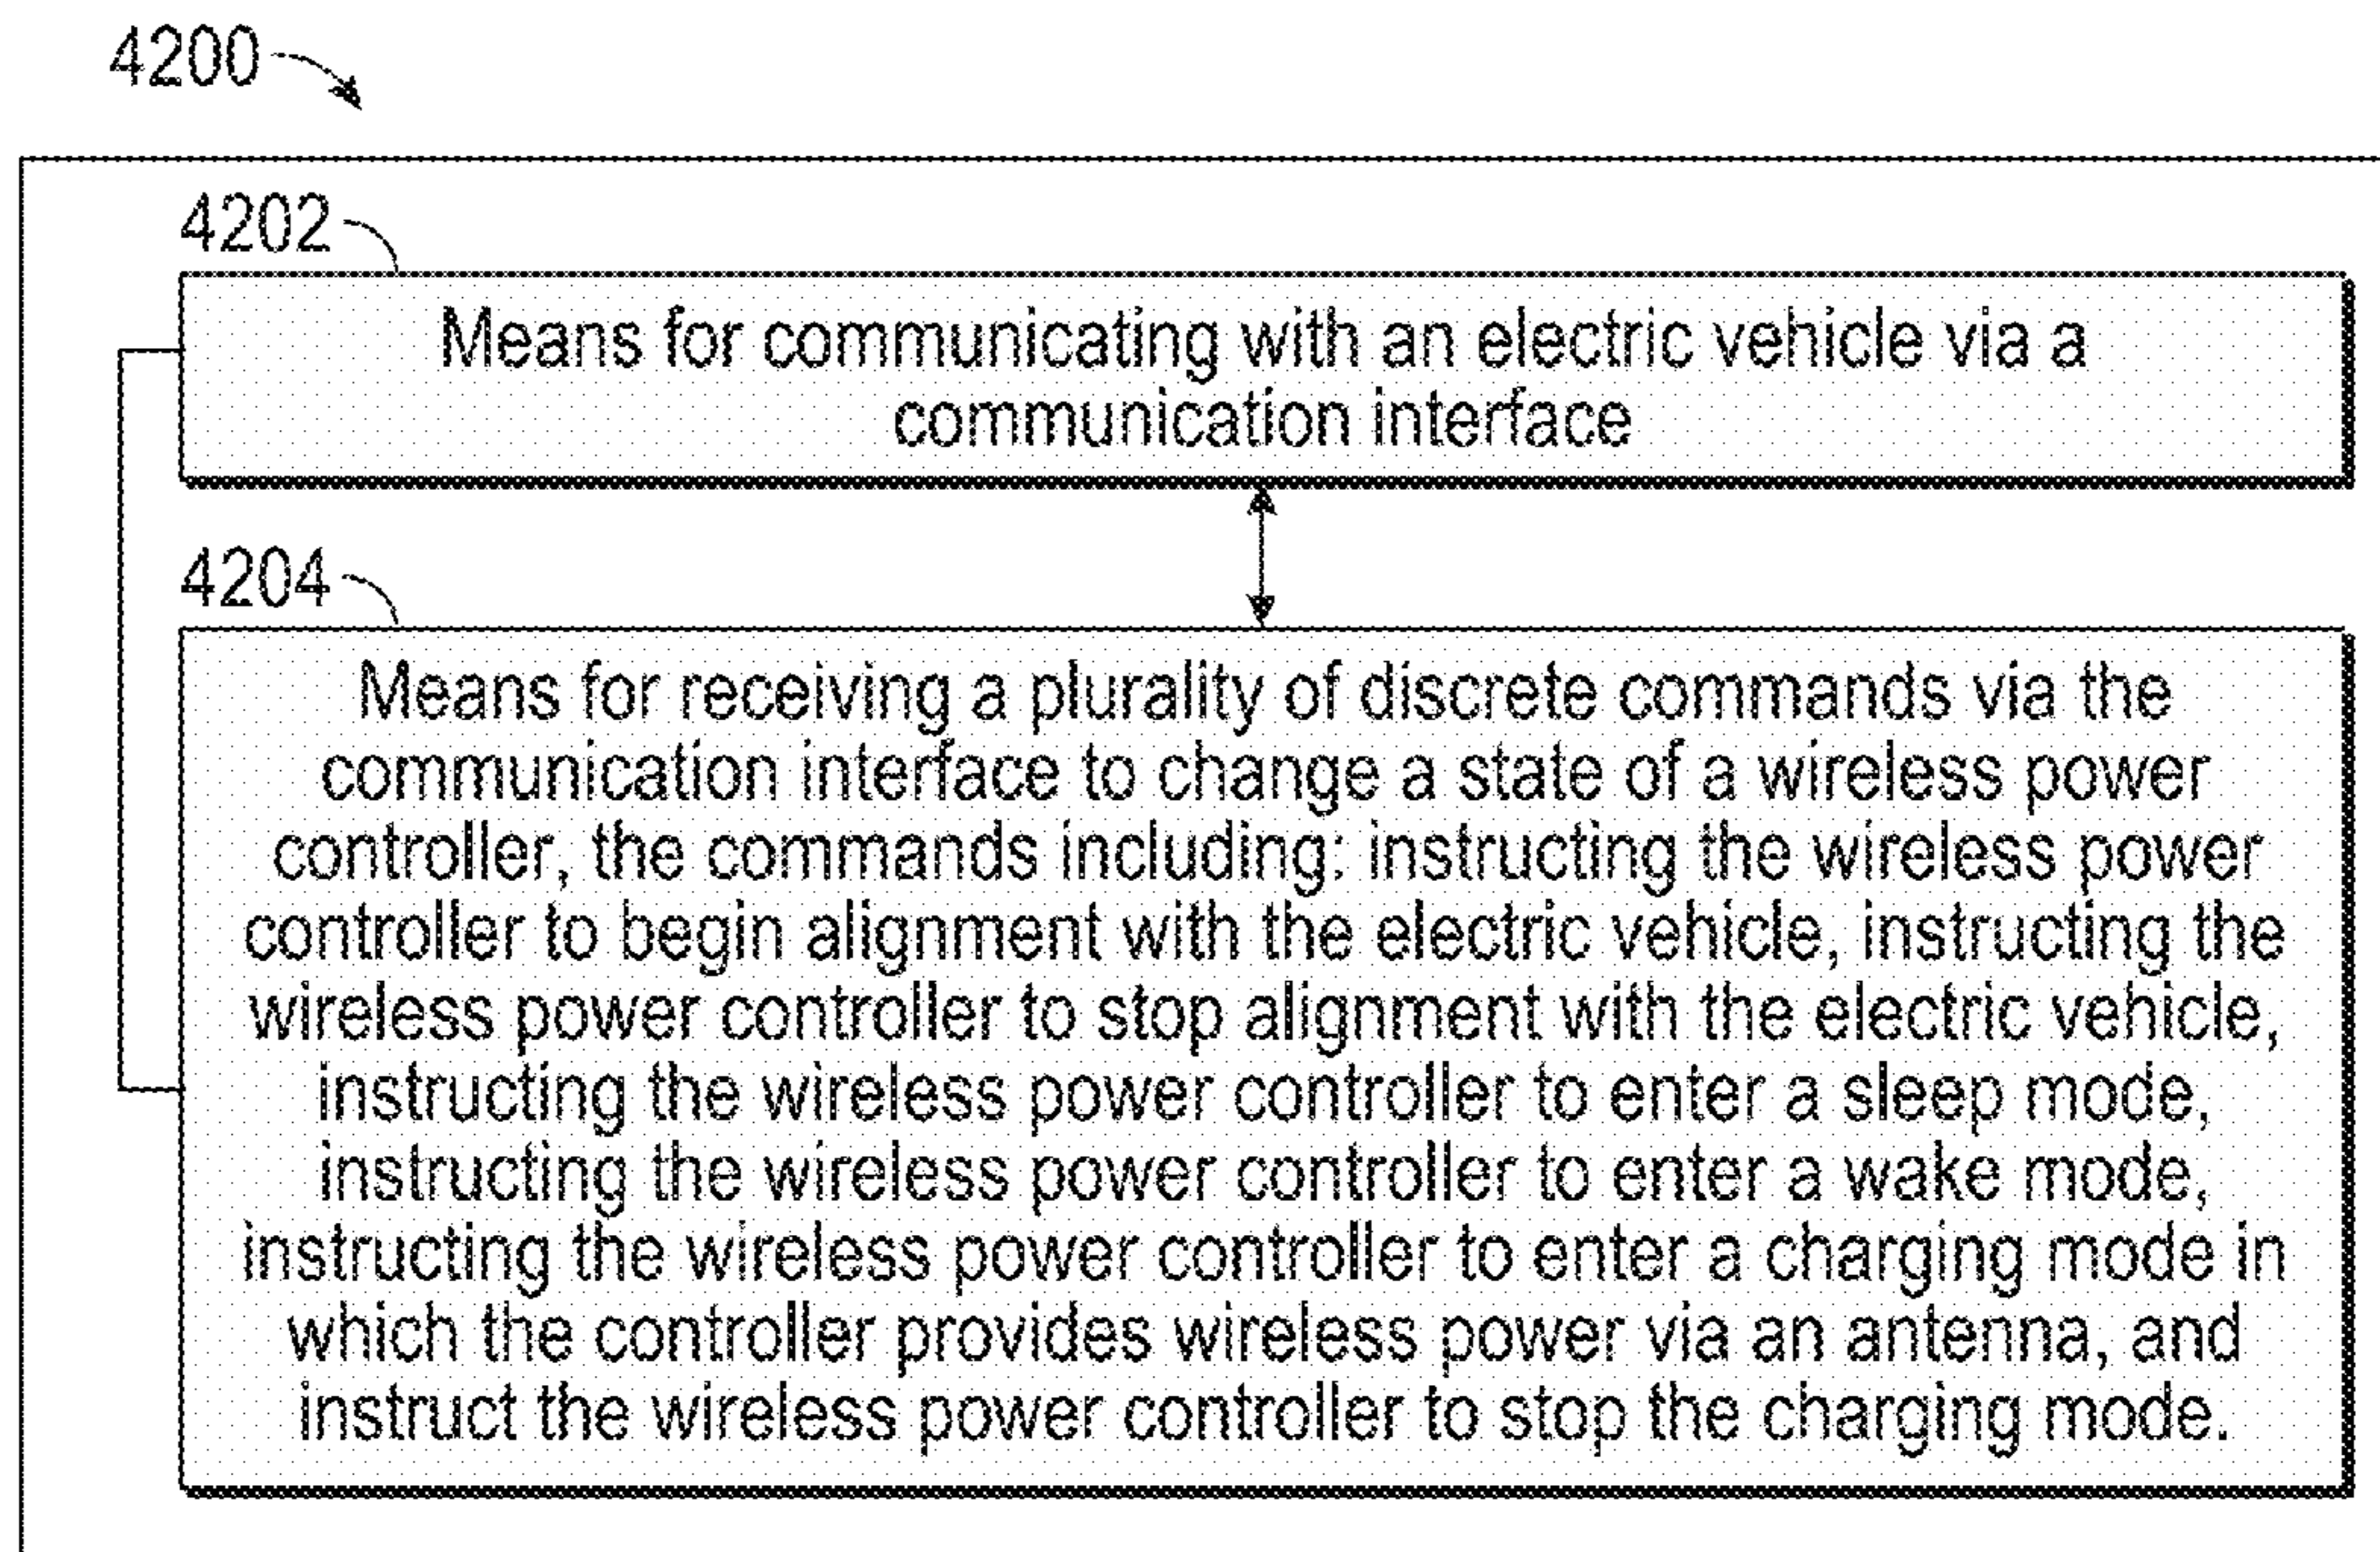 4200
4202
Means for communicating with an electric vehicle via a
communication interface
4204
Means for receiving a plurality of discrete commands via the
communication interface to change a state of a wireless power
controller, the commands including: instructing the wireless power
controller to begin alignment with the electric vehicle, instructing the
wireless power controller to stop alignment with the electric vehicle,
instructing the wireless power controller to enter a sleep mode,
instructing the wireless power controller to enter a wake mode,
instructing the wireless power controller to enter a charging mode in
which the controller provides wireless power via an antenna, and
instruct the wireless power controller to stop the charging mode.